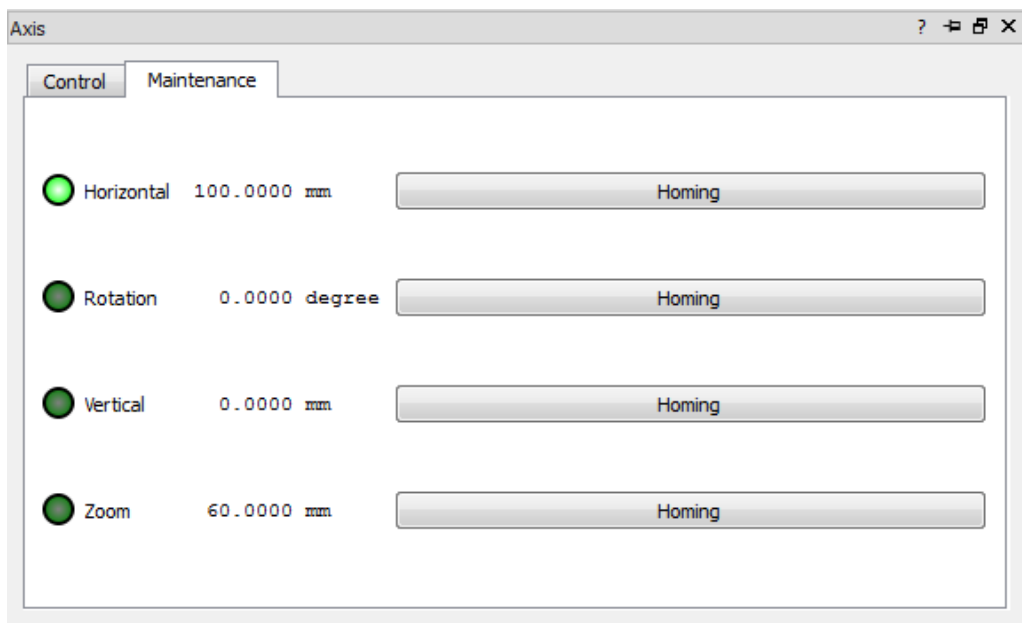 Axis ?
Control Maintenance
Horizontal 100.0000 mm Homing
Rotation 0.0000 degree Homing
Vertical 0.0000 mm Homing
Zoom 60.0000 mm Homing